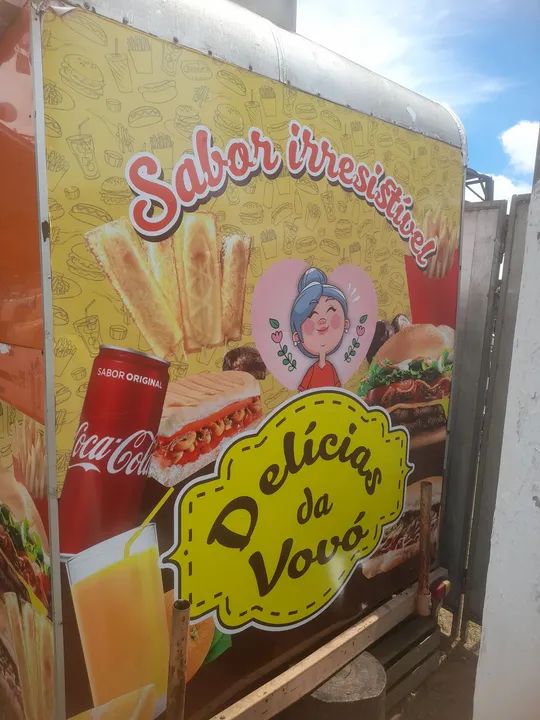 Sabor irresistível
SABOR ORIGINAL
Coca-Cola
Delícias
da
Vovó